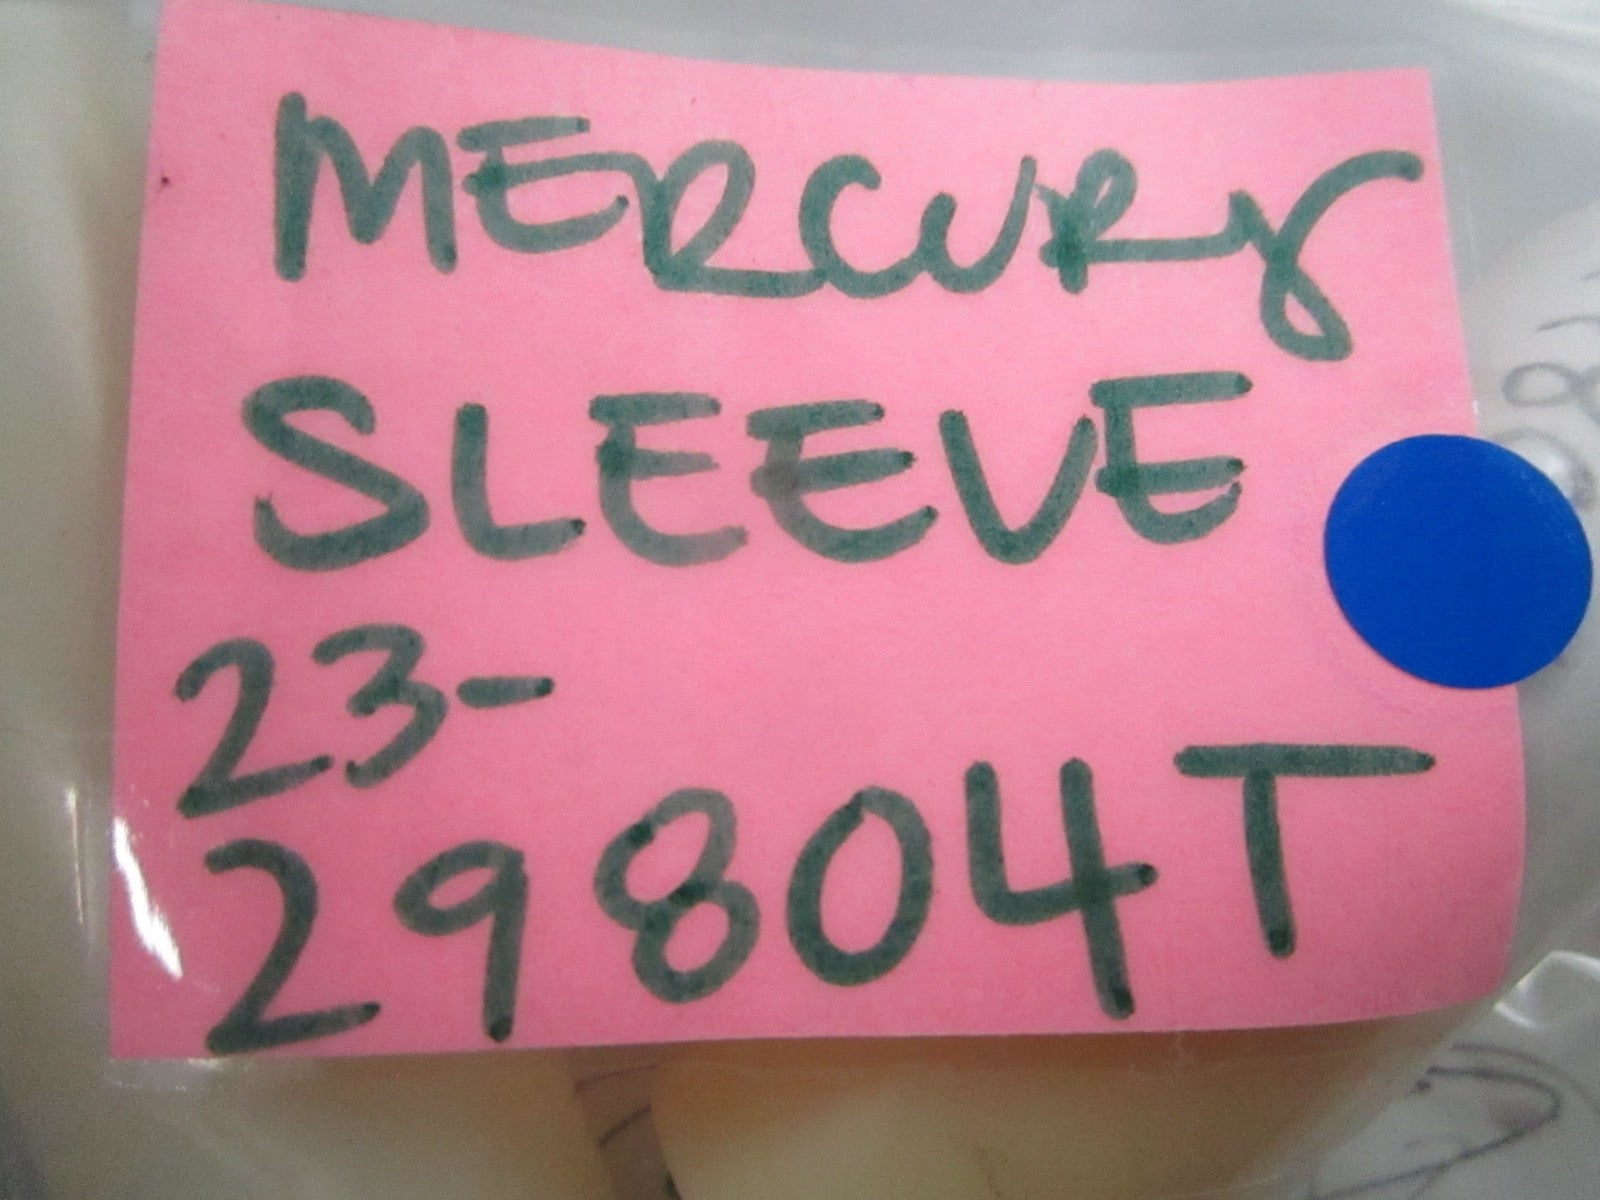 MERCURY
SLEEVE
23-
29804T